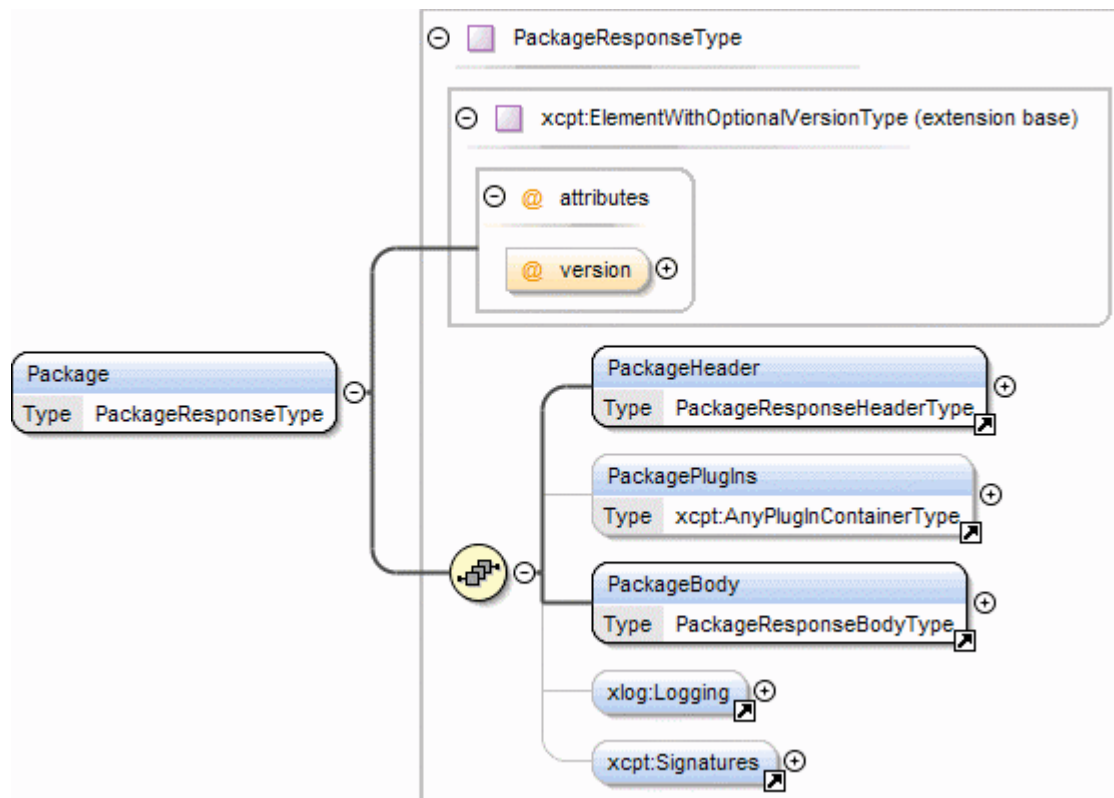 PackageResponseType
xcpt:ElementWithOptionalVersionType (extension base)
@ attributes
@ version
Package
Type PackageResponseType
PackageHeader
Type PackageResponseHeaderType
PackagePlugIns
Type xcpt:AnyPlugInContainerType
PackageBody
Type PackageResponseBodyType
xlog:Logging
xcpt:Signatures